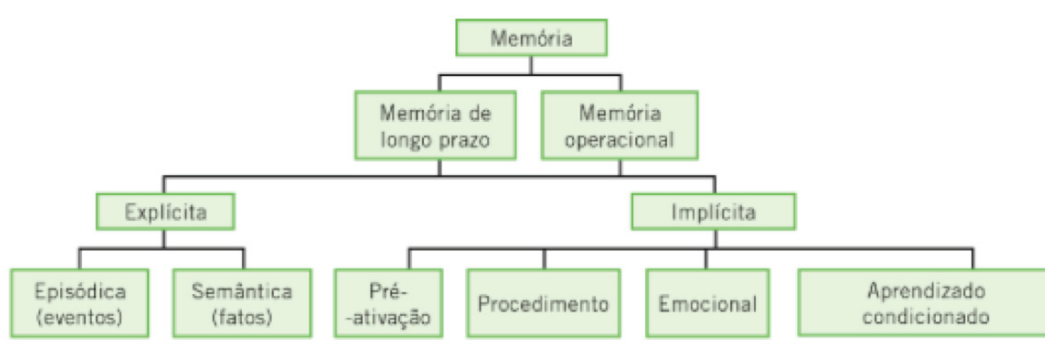 Memória
Memória de
longo prazo
Memória
operacional
Explícita
Implícita
Episódica
(eventos)
Semântica
(fatos)
Pré-
-ativação
Procedimento
Emocional
Aprendizado
condicionado